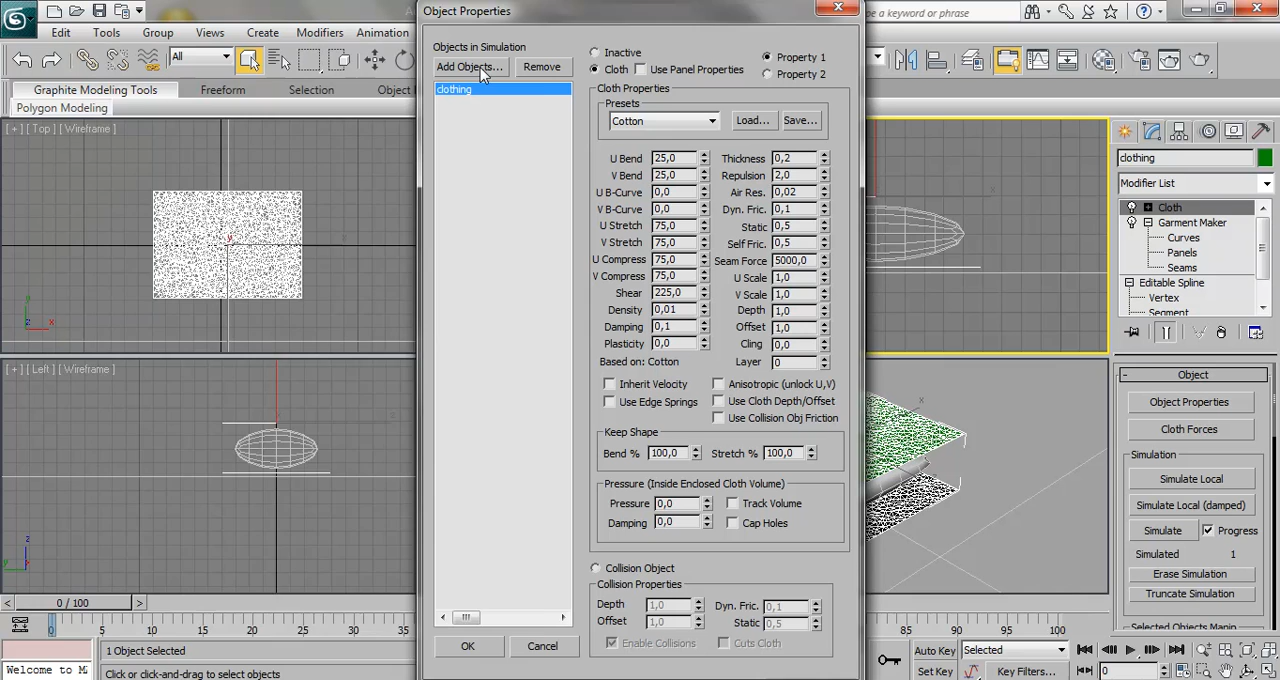 Object Properties
e a keyword or phrase
Edit
Tools
Group
Views
Create
Modifiers
Animation
All
Graphite Modeling Tools
Freeform
Selection
Object
Polygon Modeling
[ + ] [ Top ] [ Wireframe ]
[ + ] [ Left ] [ Wireframe ]
Objects in Simulation
Add Objects...
Remove
clothing
Inactive
Cloth
Use Panel Properties
Property 1
Property 2
Cloth Properties
Presets
Cotton
Load...
Save...
U Bend 25,0
V Bend 25,0
U B-Curve 0,0
V B-Curve 0,0
U Stretch 75,0
V Stretch 75,0
U Compress 75,0
V Compress 75,0
Shear 225,0
Density 0,01
Damping 0,1
Plasticity 0,0
Based on: Cotton
Thickness 0,2
Repulsion 2,0
Air Res. 0,02
Dyn. Fric. 0,1
Static 0,5
Self Fric. 0,5
Seam Force 5000,0
U Scale 1,0
V Scale 1,0
Depth 1,0
Offset 1,0
Cling 0,0
Layer 0
Inherit Velocity
Use Edge Springs
Anisotropic (unlock U,V)
Use Cloth Depth/Offset
Use Collision Obj Friction
Keep Shape
Bend % 100,0 Stretch % 100,0
Pressure (Inside Enclosed Cloth Volume)
Pressure 0,0 Track Volume
Damping 0,0 Cap Holes
Collision Object
Collision Properties
Depth 1,0 Dyn. Fric. 0,1
Offset 1,0 Static 0,5
Enable Collisions Cuts Cloth
OK
Cancel
clothing
Modifier List
Cloth
Garment Maker
Curves
Panels
Seams
Editable Spline
Vertex
Segment
Object
Object Properties
Cloth Forces
Simulation
Simulate Local
Simulate Local (damped)
Simulate Progress
Simulated 1
Erase Simulation
Truncate Simulation
Selected Objects Manip
0 / 100
0 5 10 15 20 25 30 35
85 90 95 100
1 Object Selected
Welcome to M
Click or click-and-drag to select objects
Auto Key
Selected
Set Key
Key Filters...
0